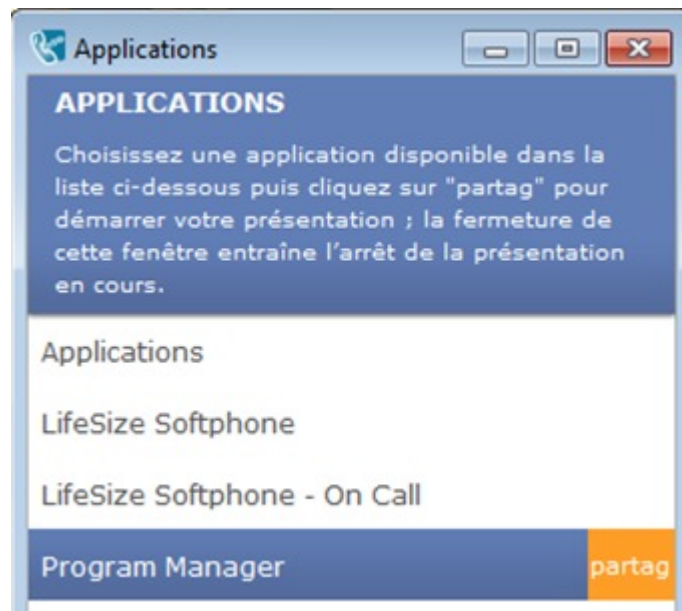 Applications
APPLICATIONS
Choisissez une application disponible dans la
liste ci-dessous puis cliquez sur "partag" pour
démarrer votre présentation ; la fermeture de
cette fenêtre entraîne l’arrêt de la présentation
en cours.
Applications
LifeSize Softphone
LifeSize Softphone - On Call
Program Manager partag